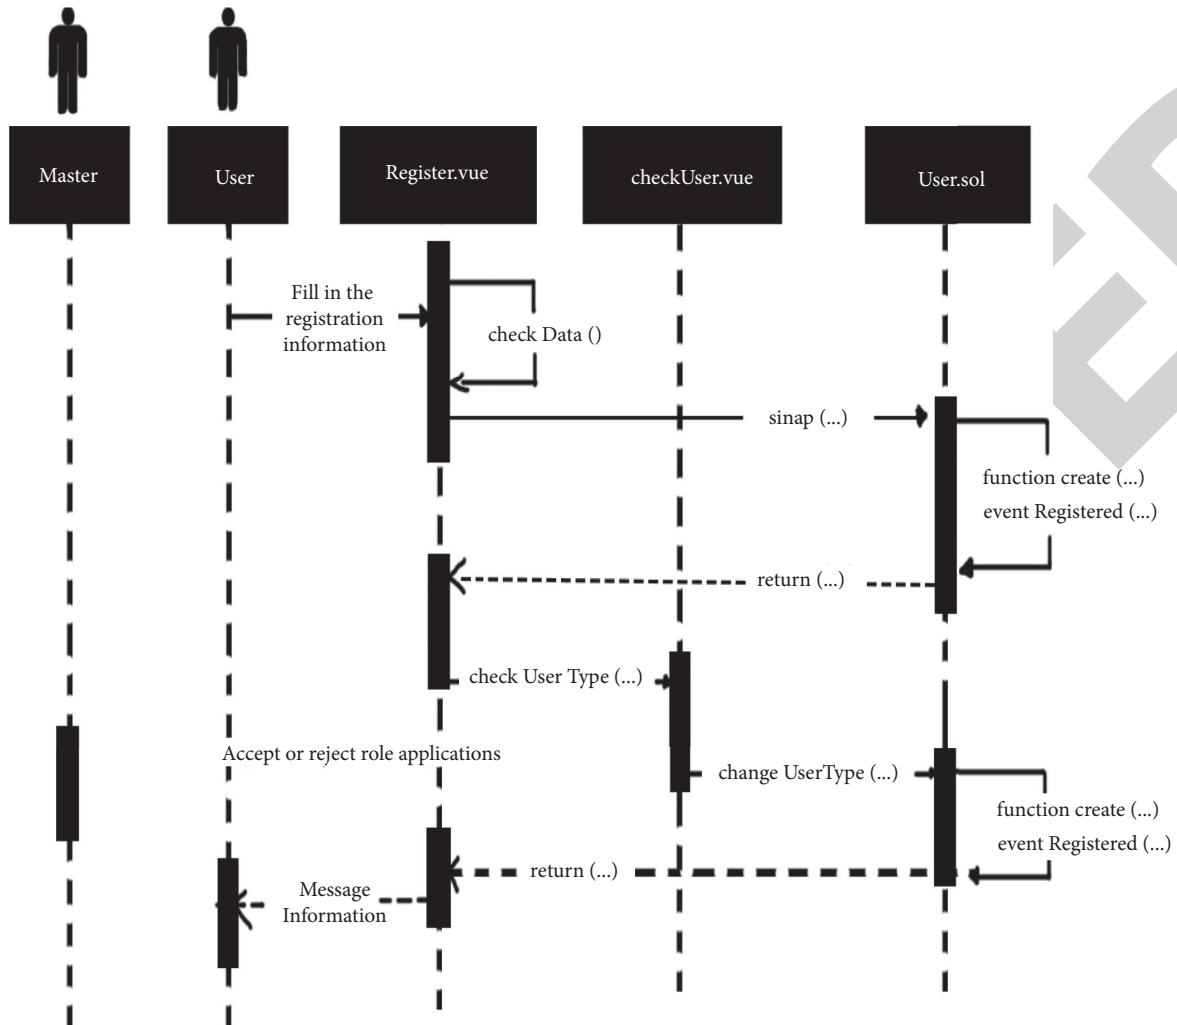 Master
User
Register.vue
checkUser.vue
User.sol
Fill in the
registration
information
check Data ()
sinap (...)
function create (...)
event Registered (...)
return (...)
check User Type (...)
Accept or reject role applications
change UserType (...)
function create (...)
event Registered (...)
return (...)
Message
Information